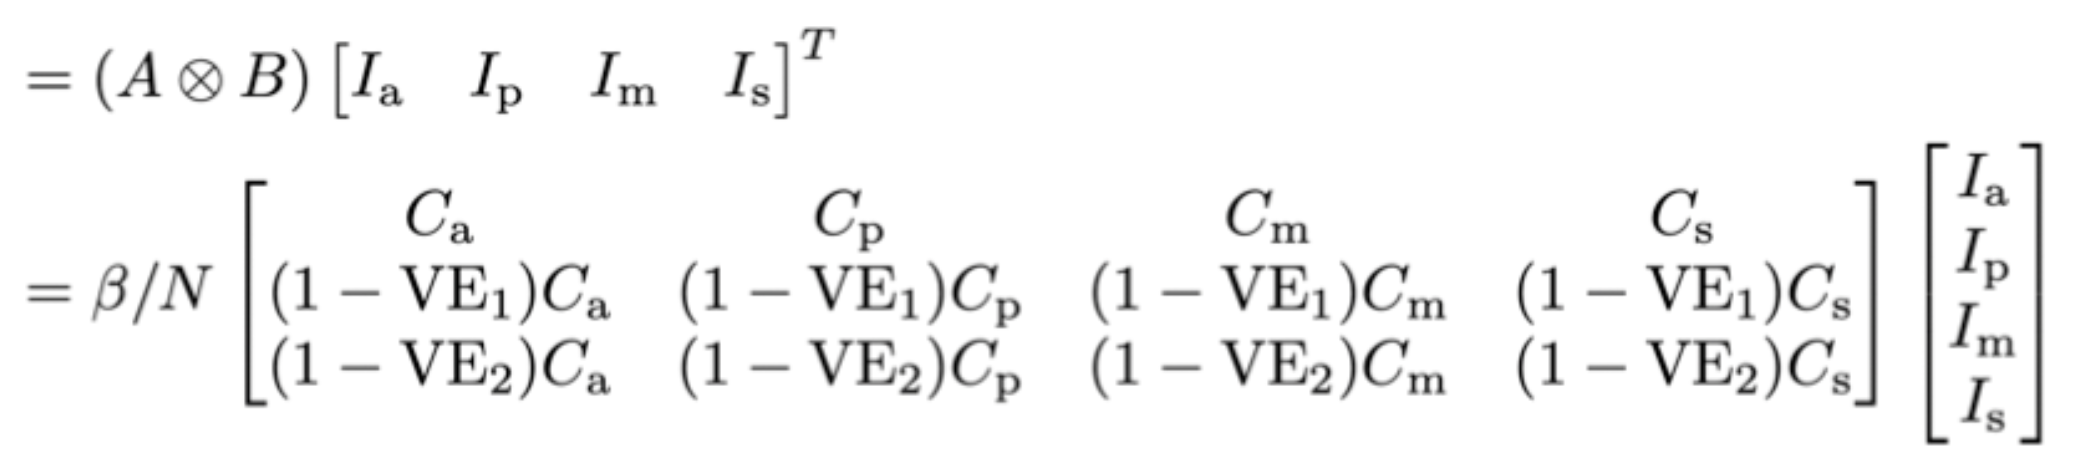 = (A ⊗ B) [I_a I_p I_m I_s]^T
= β/N [C_a C_p C_m C_s] [I_a
(1 − VE_1)C_a (1 − VE_1)C_p (1 − VE_1)C_m (1 − VE_1)C_s I_p
(1 − VE_2)C_a (1 − VE_2)C_p (1 − VE_2)C_m (1 − VE_2)C_s I_m
I_s]